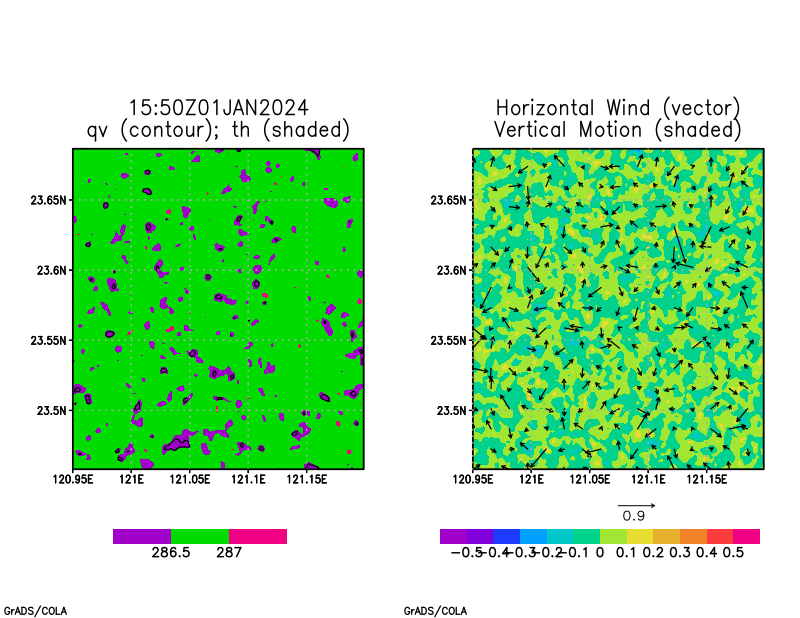 15:50Z01JAN2024
qv (contour); th (shaded)
23.65N
23.6N
23.55N
23.5N
120.95E 121E 121.05E 121.1E 121.15E
286.5 287
Horizontal Wind (vector)
Vertical Motion (shaded)
23.65N
23.6N
23.55N
23.5N
120.95E 121E 121.05E 121.1E 121.15E
0.9
-0.5 -0.4 -0.3 -0.2 -0.1 0 0.1 0.2 0.3 0.4 0.5
GrADS/COLA GrADS/COLA